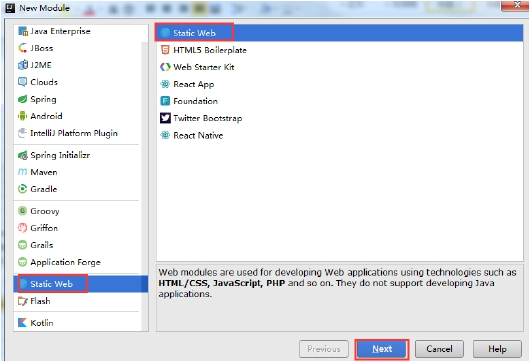 New Module
Java Enterprise
JBoss
J2ME
Clouds
Spring
Android
IntelliJ Platform Plugin
Spring Initializr
Maven
Gradle
Groovy
Griffon
Grails
Application Forge
Static Web
Flash
Kotlin
Static Web
HTML5 Boilerplate
Web Starter Kit
React App
Foundation
Twitter Bootstrap
React Native
Web modules are used for developing Web applications using technologies such as
HTML/CSS, JavaScript, PHP and so on. They do not support developing Java
applications.
Previous
Next
Cancel
Help